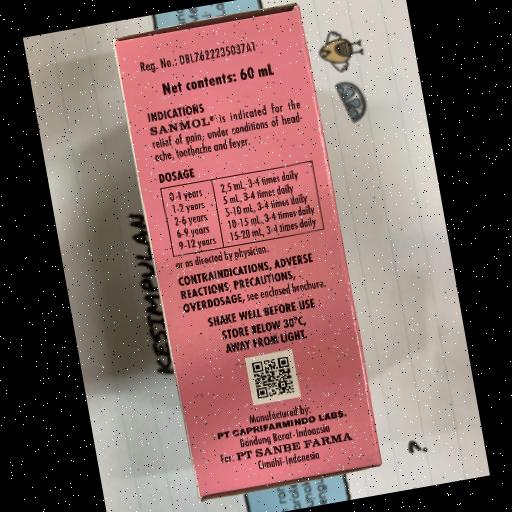 Reg. No.: DBL7622235037A1
Net contents: 60 mL
INDICATIONS
SANMOL® is indicated for the
relief of pain, under conditions of head-
ache, toothache and fever.
DOSAGE
0-1 years 2,5 mL, 3-4 times daily
1-2 years 5 mL, 3-4 times daily
2-6 years 5-10 mL, 3-4 times daily
6-9 years 10-15 mL, 3-4 times daily
9-12 years 15-20 mL, 3-4 times daily
or as directed by physician.
CONTRAINDICATIONS, ADVERSE
REACTIONS, PRECAUTIONS,
OVERDOSAGE, see enclosed brochure.
SHAKE WELL BEFORE USE
STORE BELOW 30°C,
AWAY FROM LIGHT.
Manufactured by:
PT CAPRIFARMINDO LABS.
Bandung Barat - Indonesia
For: PT SANBE FARMA
Cimahi - Indonesia
KESIMPULAN
?